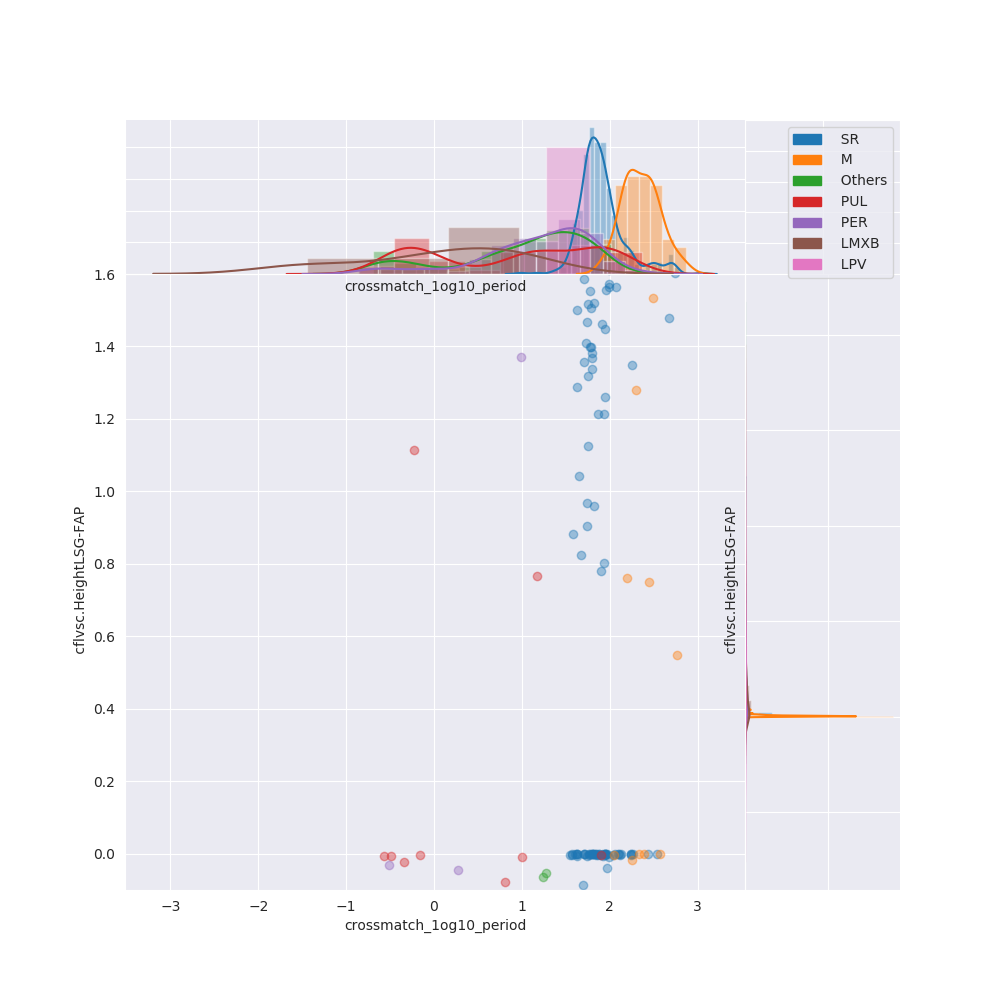 SR
M
Others
PUL
PER
LMXB
LPV
1.6
crossmatch_1og10_period
1.4
1.2
1.0
0.8
0.6
0.4
0.2
0.0
cflvsc.HeightLSG-FAP
cflvsc.HeightLSG-FAP
−3
−2
−1
0
1
2
3
crossmatch_1og10_period